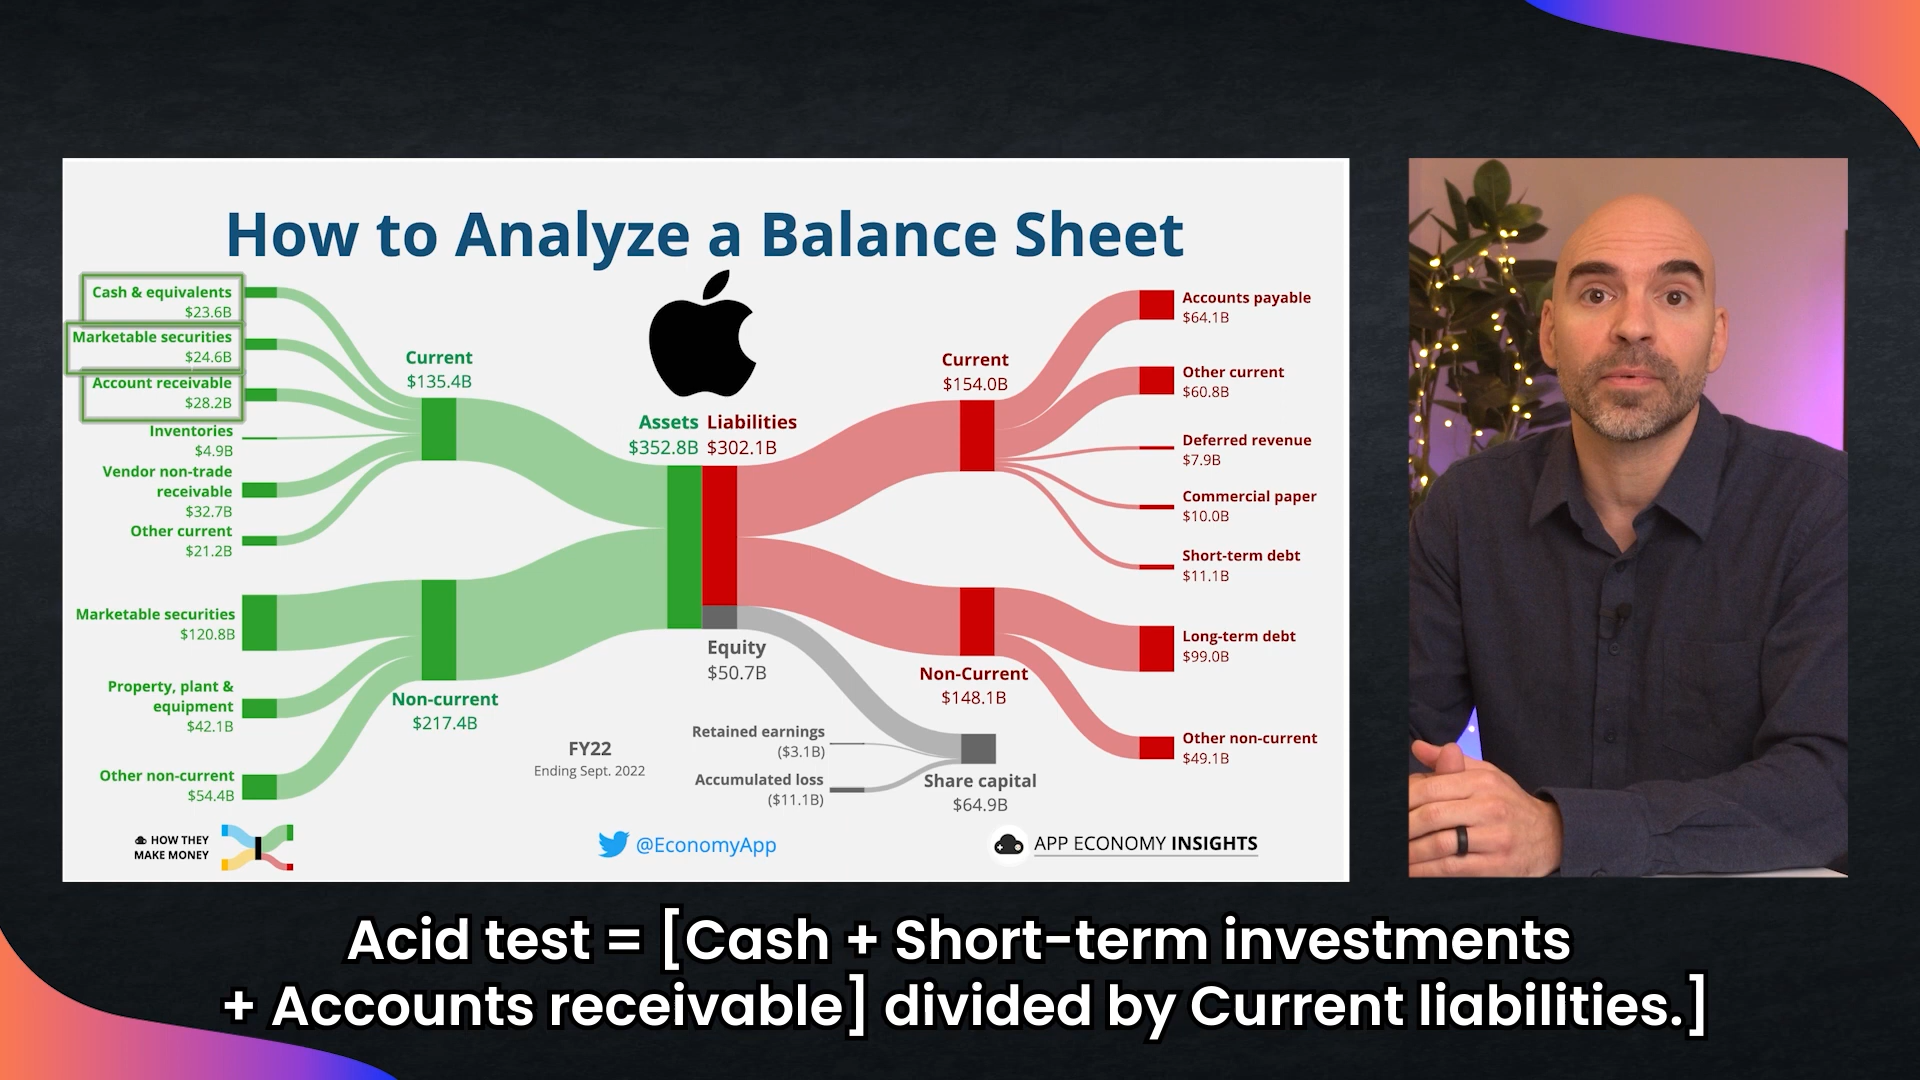 How to Analyze a Balance Sheet
Cash & equivalents
$23.6B
Marketable securities
$24.6B
Account receivable
$28.2B
Inventories
$4.9B
Vendor non-trade
receivable
$32.7B
Other current
$21.2B
Marketable securities
$120.8B
Property, plant &
equipment
$42.1B
Other non-current
$54.4B
Current
$135.4B
Non-current
$217.4B
Assets
$352.8B
Liabilities
$302.1B
Equity
$50.7B
FY22
Ending Sept. 2022
Retained earnings
($3.1B)
Accumulated loss
($11.1B)
Share capital
$64.9B
Current
$154.0B
Non-Current
$148.1B
Accounts payable
$64.1B
Other current
$60.8B
Deferred revenue
$7.9B
Commercial paper
$10.0B
Short-term debt
$11.1B
Long-term debt
$99.0B
Other non-current
$49.1B
HOW THEY
MAKE MONEY
@EconomyApp
APP ECONOMY INSIGHTS
Acid test = [Cash + Short-term investments
+ Accounts receivable] divided by Current liabilities.]